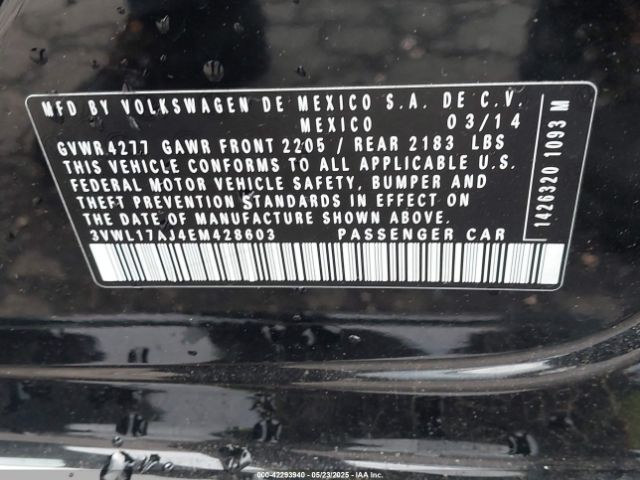 MFD BY VOLKSWAGEN DE MEXICO S.A. DE C.V.
MEXICO 03/14
GVWR.4277 GAWR FRONT 2205 / REAR 2183 LBS
THIS VEHICLE CONFORMS TO ALL APPLICABLE U.S.
FEDERAL MOTOR VEHICLE SAFETY, BUMPER AND
THEFT PREVENTION STANDARDS IN EFFECT ON
THE DATE OF MANUFACTURE SHOWN ABOVE.
3VWL17AJ4EM428603 PASSENGER CAR
1426320 1093 M
000-42293940 - 05/23/2025 - IAAI.COM